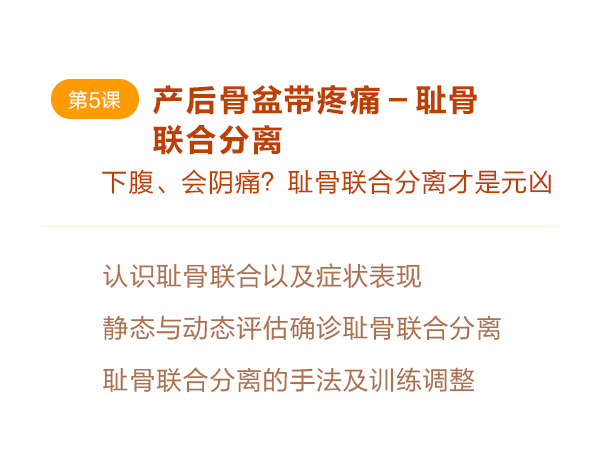 第5课
产后骨盆带疼痛－耻骨
联合分离
下腹、会阴痛？耻骨联合分离才是元凶
认识耻骨联合以及症状表现
静态与动态评估确诊耻骨联合分离
耻骨联合分离的手法及训练调整